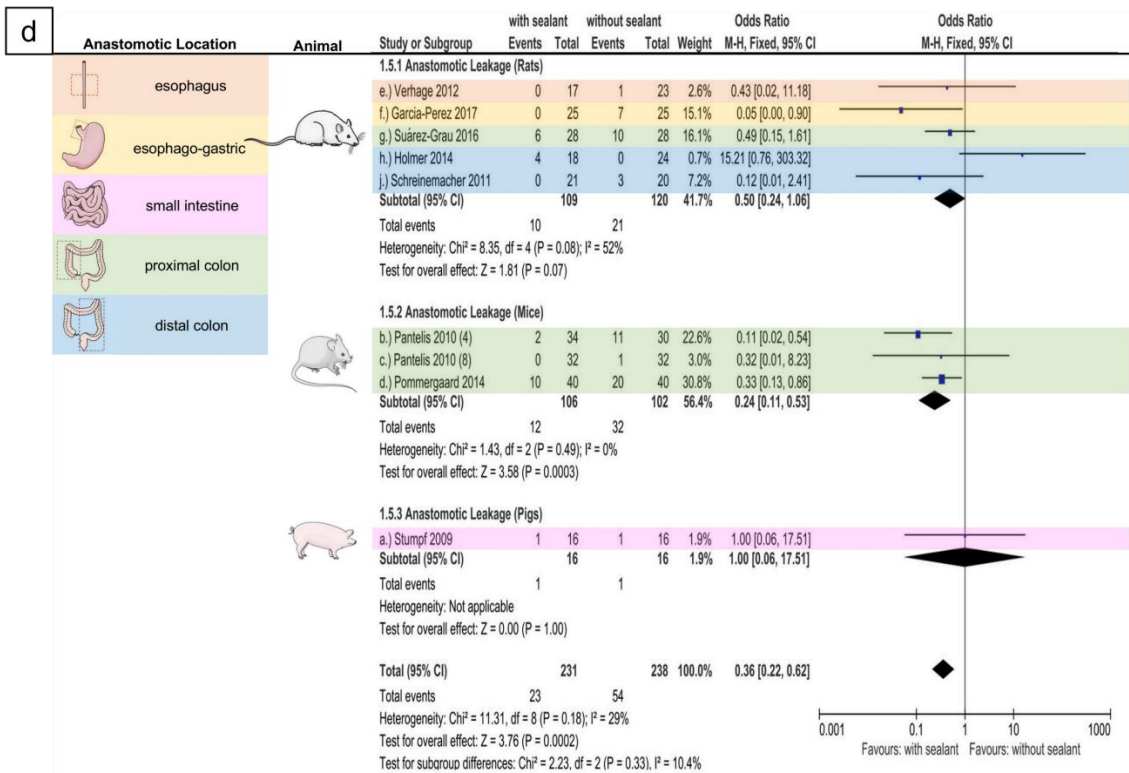 d
with sealant without sealant Odds Ratio Odds Ratio
Anastomotic Location Animal Study or Subgroup Events Total Events Total Weight M-H, Fixed, 95% CI M-H, Fixed, 95% CI
1.5.1 Anastomotic Leakage (Rats)
esophagus e.) Verhage 2012 0 17 1 23 2.6% 0.43 [0.02, 11.18]
esophago-gastric f.) Garcia-Perez 2017 0 25 7 25 15.1% 0.05 [0.00, 0.90]
g.) Suárez-Grau 2016 6 28 10 28 16.1% 0.49 [0.15, 1.61]
h.) Holmer 2014 4 18 0 24 0.7% 15.21 [0.76, 303.32]
j.) Schreinemacher 2011 0 21 3 20 7.2% 0.12 [0.01, 2.41]
small intestine Subtotal (95% CI) 109 120 41.7% 0.50 [0.24, 1.06]
Total events 10 21
Heterogeneity: Chi² = 8.35, df = 4 (P = 0.08); I² = 52%
proximal colon Test for overall effect: Z = 1.81 (P = 0.07)
1.5.2 Anastomotic Leakage (Mice)
distal colon b.) Pantelis 2010 (4) 2 34 11 30 22.6% 0.11 [0.02, 0.54]
c.) Pantelis 2010 (8) 0 32 1 32 3.0% 0.32 [0.01, 8.23]
d.) Pommergaard 2014 10 40 20 40 30.8% 0.33 [0.13, 0.86]
Subtotal (95% CI) 106 102 56.4% 0.24 [0.11, 0.53]
Total events 12 32
Heterogeneity: Chi² = 1.43, df = 2 (P = 0.49); I² = 0%
Test for overall effect: Z = 3.58 (P = 0.0003)
1.5.3 Anastomotic Leakage (Pigs)
a.) Stumpf 2009 1 16 1 16 1.9% 1.00 [0.06, 17.51]
Subtotal (95% CI) 16 16 1.9% 1.00 [0.06, 17.51]
Total events 1 1
Heterogeneity: Not applicable
Test for overall effect: Z = 0.00 (P = 1.00)
Total (95% CI) 231 238 100.0% 0.36 [0.22, 0.62]
Total events 23 54
Heterogeneity: Chi² = 11.31, df = 8 (P = 0.18); I² = 29%
Test for overall effect: Z = 3.76 (P = 0.0002)
Test for subgroup differences: Chi² = 2.23, df = 2 (P = 0.33), I² = 10.4%
0.001 0.1 1 10 1000
Favours: with sealant Favours: without sealant